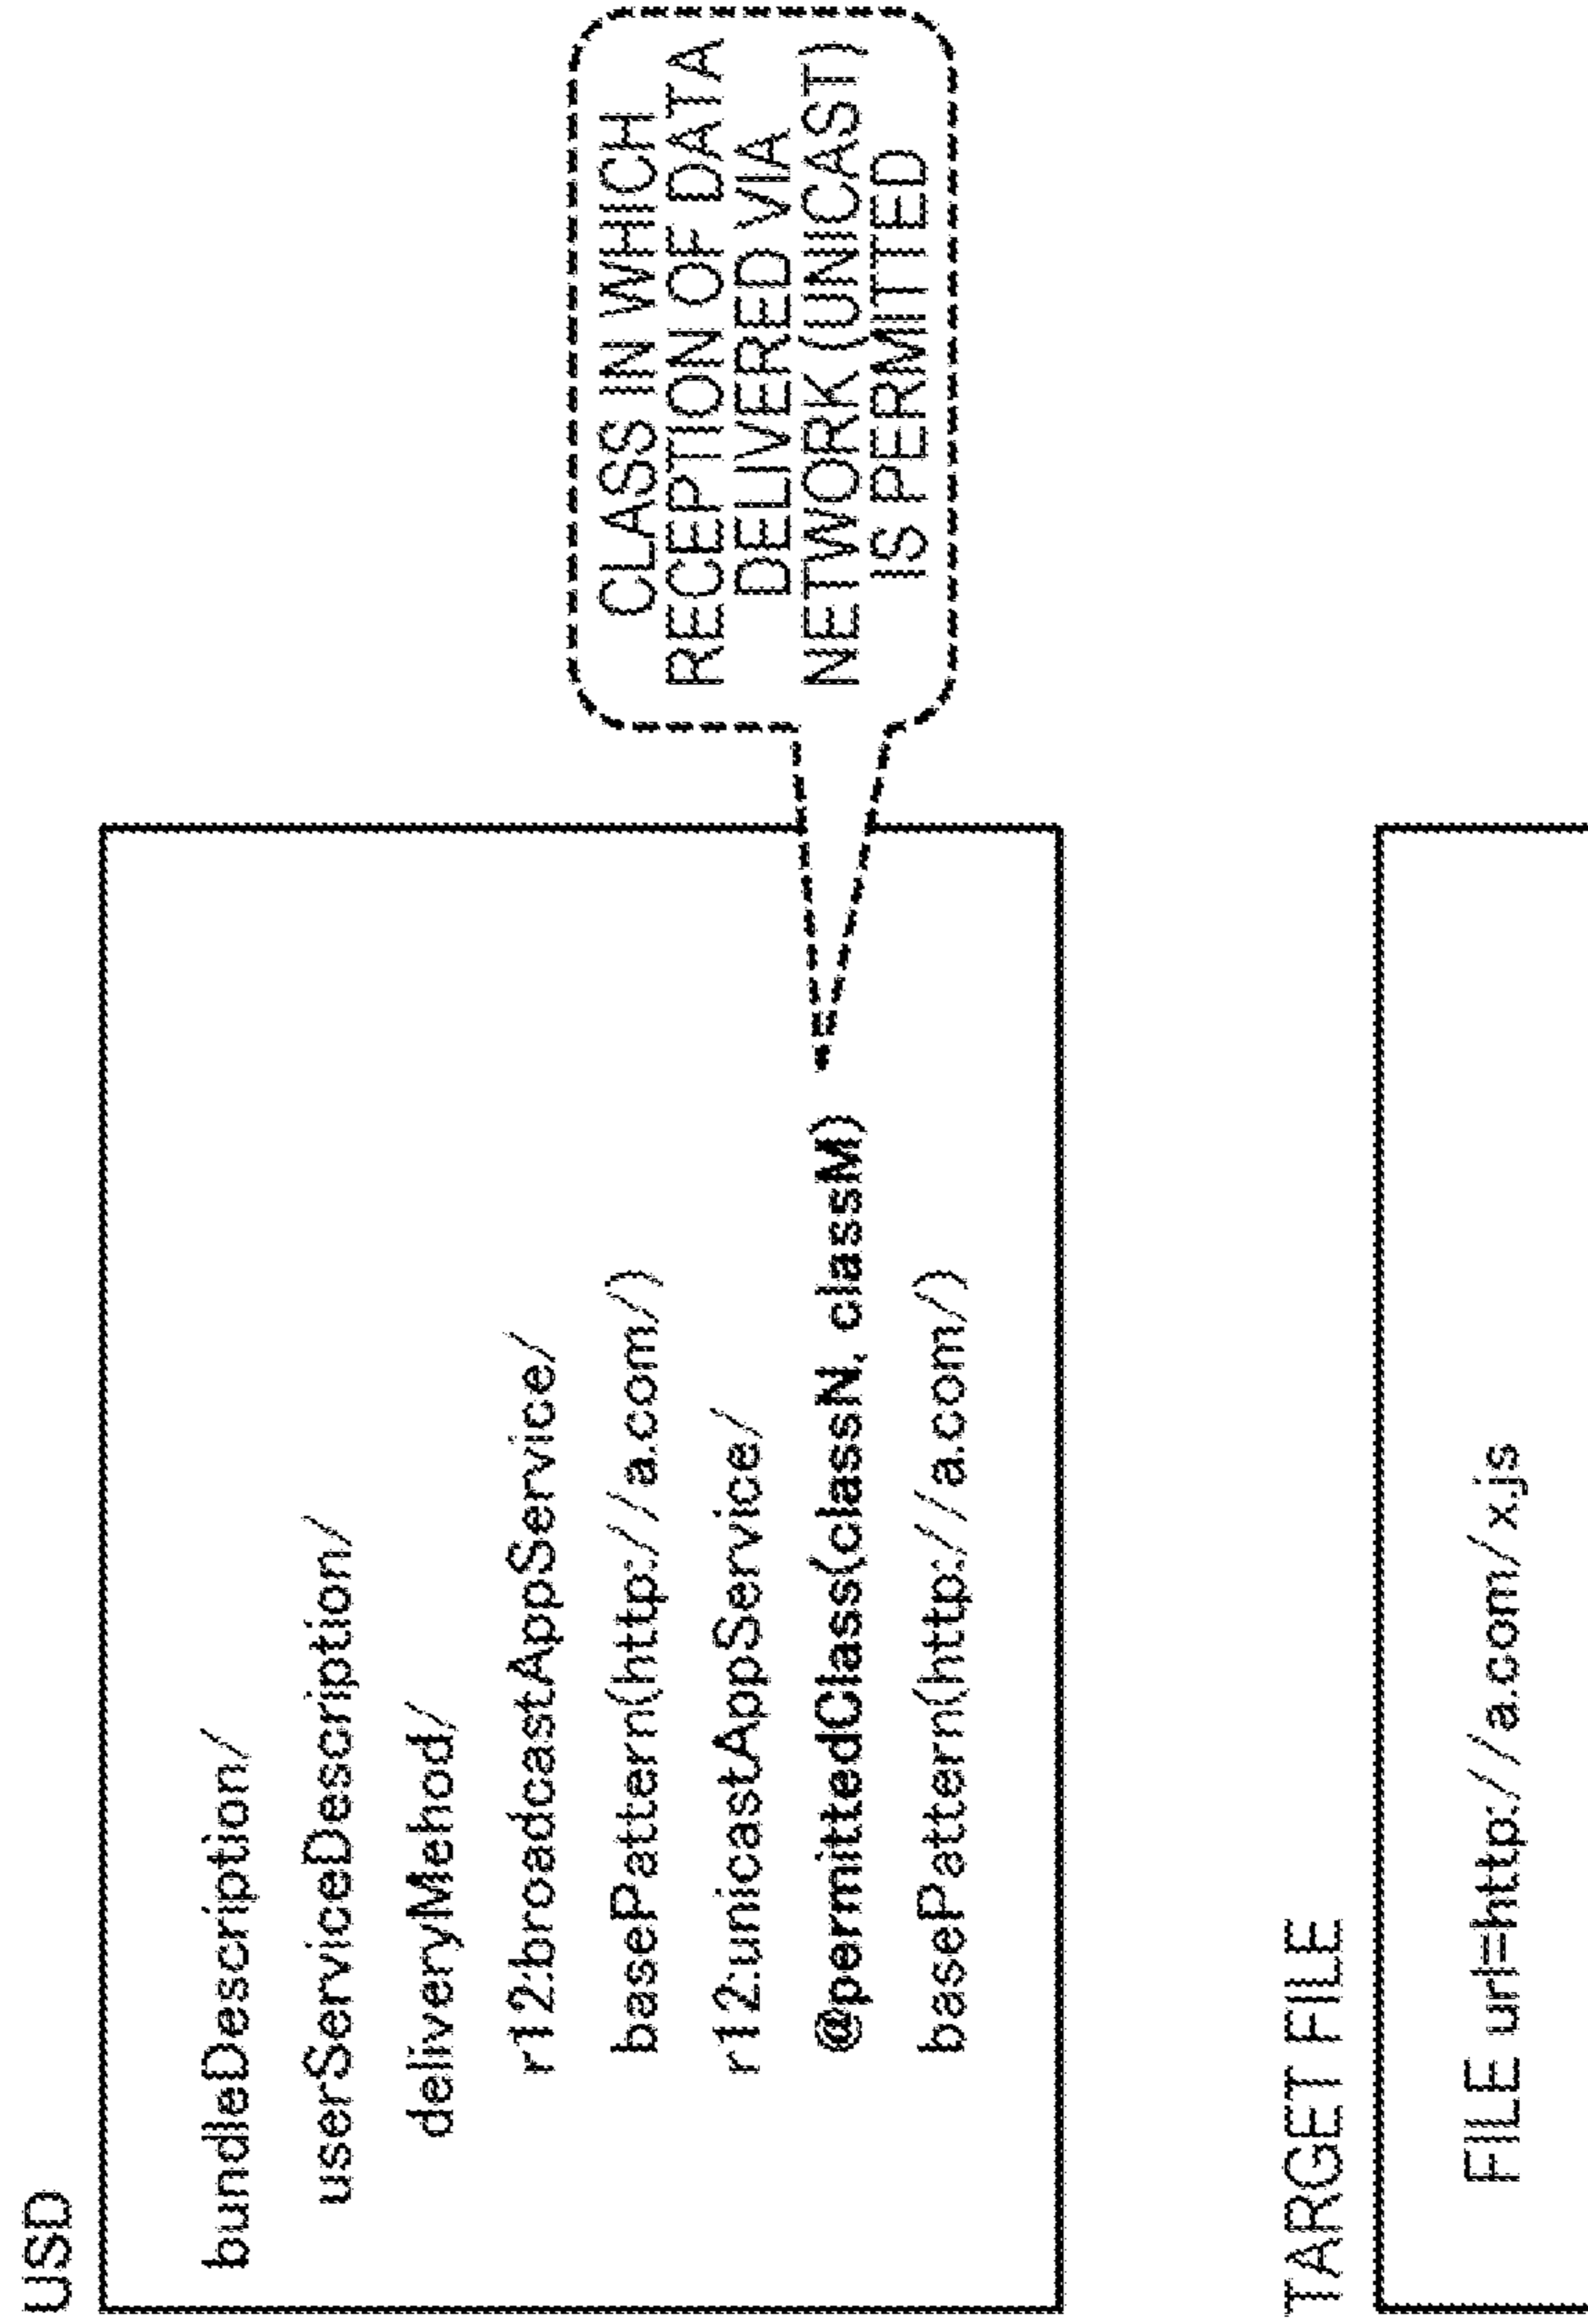 USD
bundleDescription/
userServiceDescription/
deliveryMehod/
r12:broadcastAppService/
basePattern(http://a.com/)
r12:unicastAppService/
@permittedClass(classN, classM)
basePattern(http://a.com/)
CLASS IN WHICH
RECEPTION OF DATA
DELIVERED VIA
NETWORK (UNICAST)
IS PERMITTED
TARGET FILE
FILE url=http://a.com/x.js